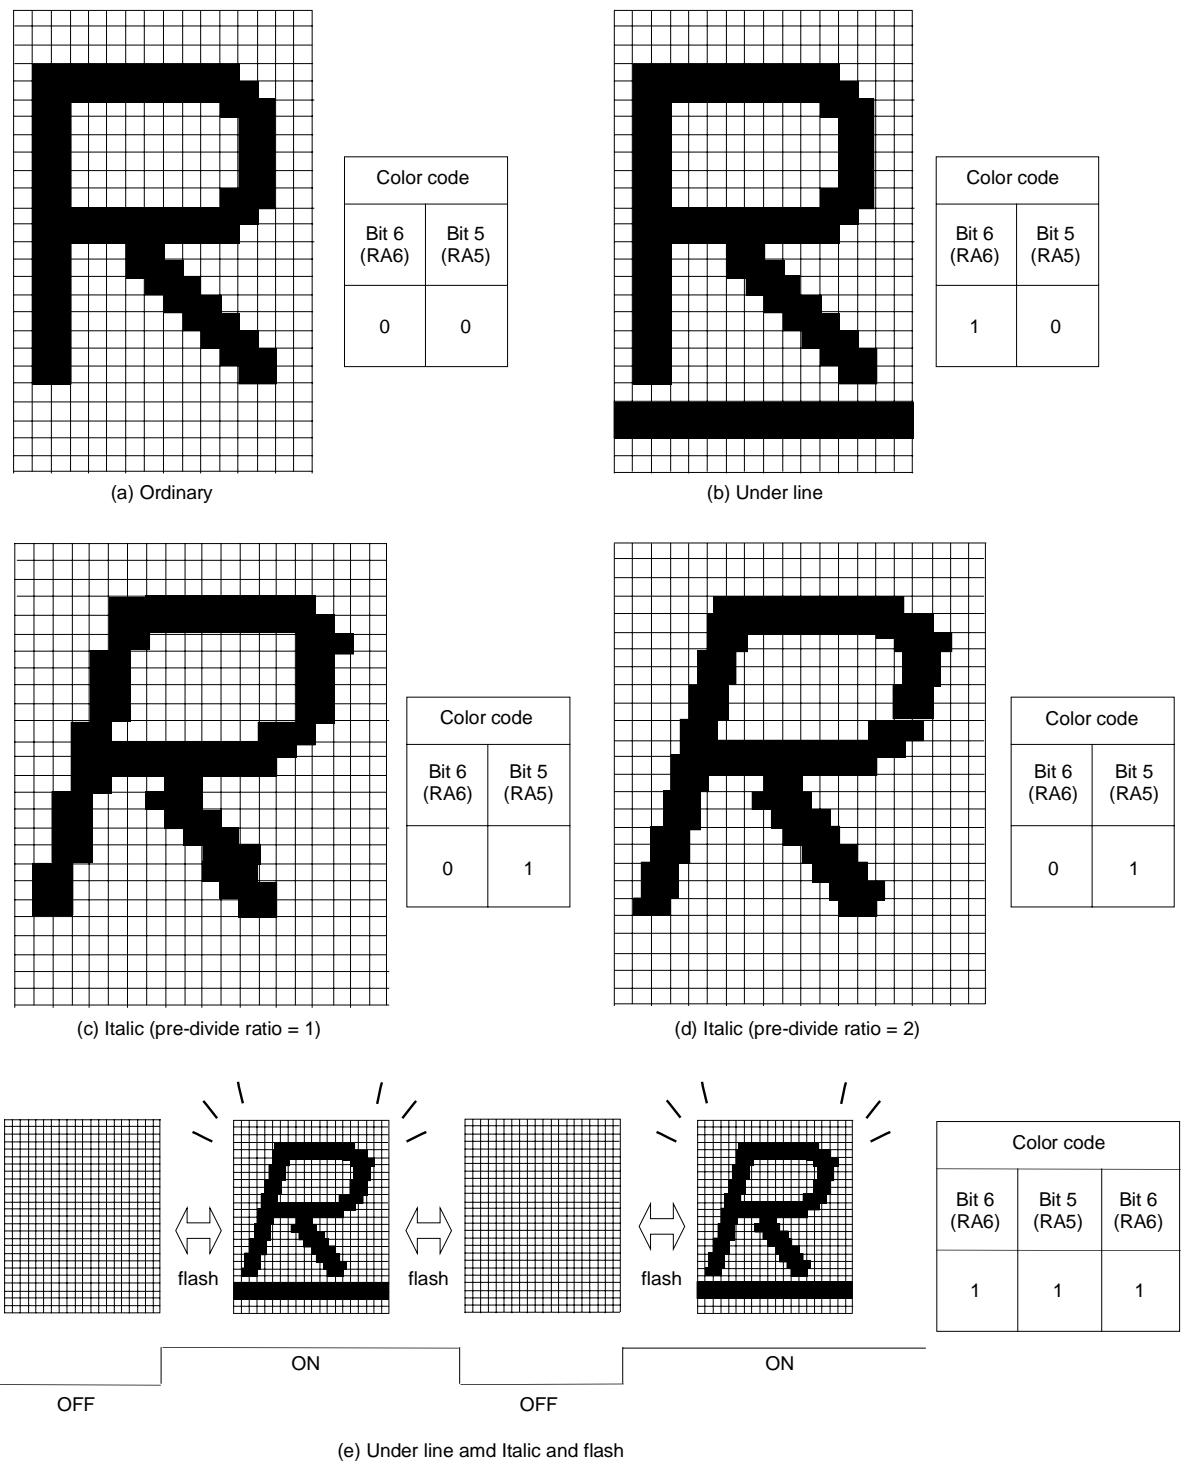 Color code
Bit 6 Bit 5
(RA6) (RA5)
0 0
Color code
Bit 6 Bit 5
(RA6) (RA5)
1 0
(a) Ordinary
(b) Under line
Color code
Bit 6 Bit 5
(RA6) (RA5)
0 1
Color code
Bit 6 Bit 5
(RA6) (RA5)
0 1
(c) Italic (pre-divide ratio = 1)
(d) Italic (pre-divide ratio = 2)
Color code
Bit 6 Bit 5 Bit 6
(RA6) (RA5) (RA6)
1 1 1
flash flash flash
ON ON
OFF OFF
(e) Under line amd Italic and flash